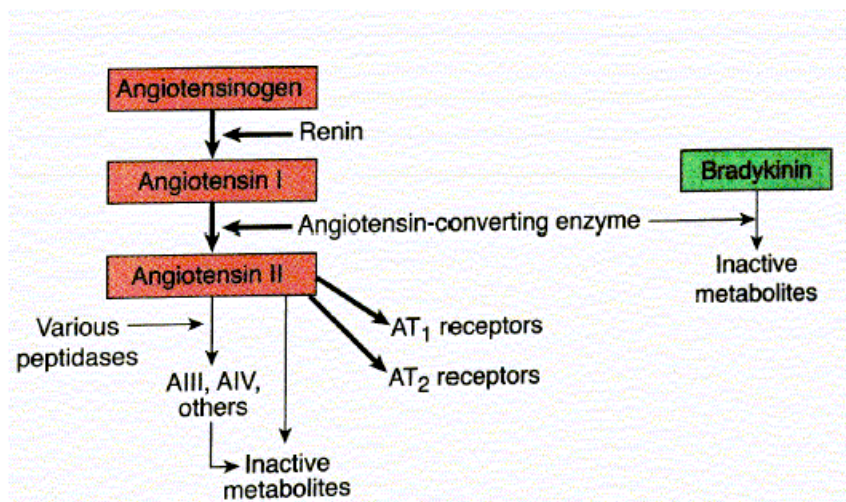 Angiotensinogen
Renin
Angiotensin I
Bradykinin
Angiotensin-converting enzyme
Angiotensin II
Inactive
metabolites
Various
peptidases
AT₁ receptors
AT₂ receptors
AIII, AIV,
others
Inactive
metabolites